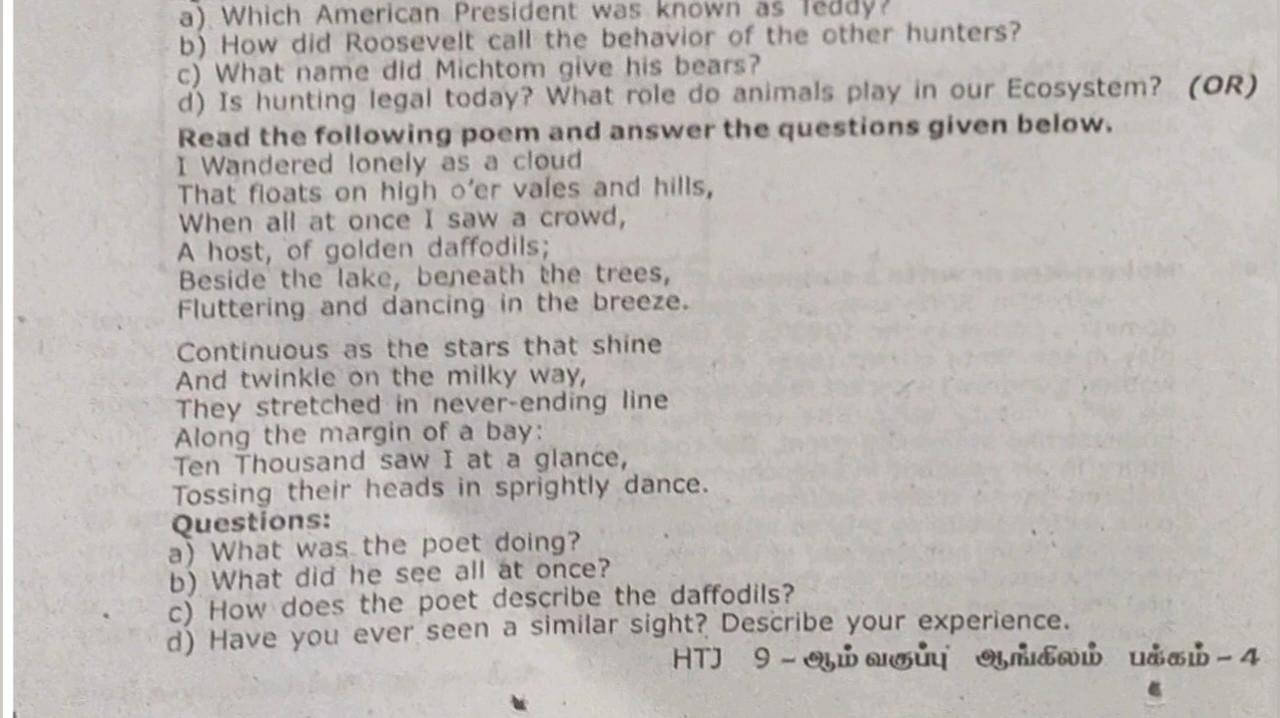 a) Which American President was known as Teddy?
b) How did Roosevelt call the behavior of the other hunters?
c) What name did Michtom give his bears?
d) Is hunting legal today? What role do animals play in our Ecosystem? (OR)
Read the following poem and answer the questions given below.
I Wandered lonely as a cloud
That floats on high o'er vales and hills,
When all at once I saw a crowd,
A host, of golden daffodils;
Beside the lake, beneath the trees,
Fluttering and dancing in the breeze.
Continuous as the stars that shine
And twinkle on the milky way,
They stretched in never-ending line
Along the margin of a bay:
Ten Thousand saw I at a glance,
Tossing their heads in sprightly dance.
Questions:
a) What was the poet doing?
b) What did he see all at once?
c) How does the poet describe the daffodils?
d) Have you ever seen a similar sight? Describe your experience.
HTJ 9 – ஆம் வகுப்பு ஆங்கிலம் பக்கம் – 4